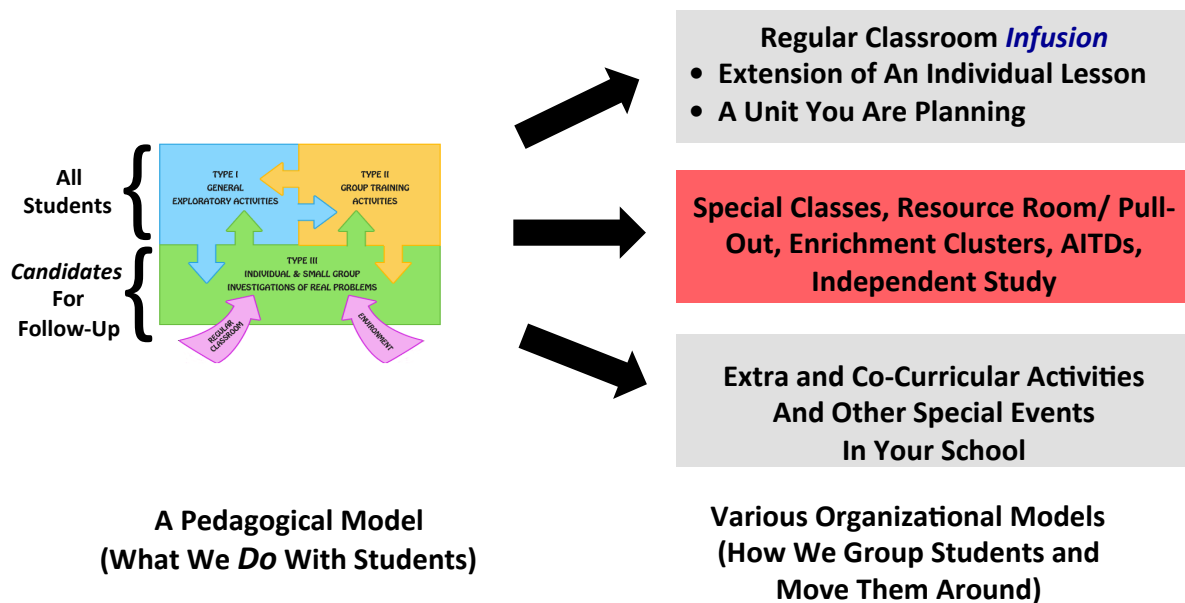 All
Students
Candidates
For
Follow-Up
{
{
TYPE I
GENERAL
EXPLORATORY ACTIVITIES
TYPE II
GROUP TRAINING
ACTIVITIES
TYPE III
INDIVIDUAL & SMALL GROUP
INVESTIGATIONS OF REAL PROBLEMS
REGULAR
CLASSROOM
ENVIRONMENT
A Pedagogical Model
(What We Do With Students)
Regular Classroom Infusion
• Extension of An Individual Lesson
• A Unit You Are Planning
Special Classes, Resource Room/ Pull-
Out, Enrichment Clusters, AITDs,
Independent Study
Extra and Co-Curricular Activities
And Other Special Events
In Your School
Various Organizational Models
(How We Group Students and
Move Them Around)